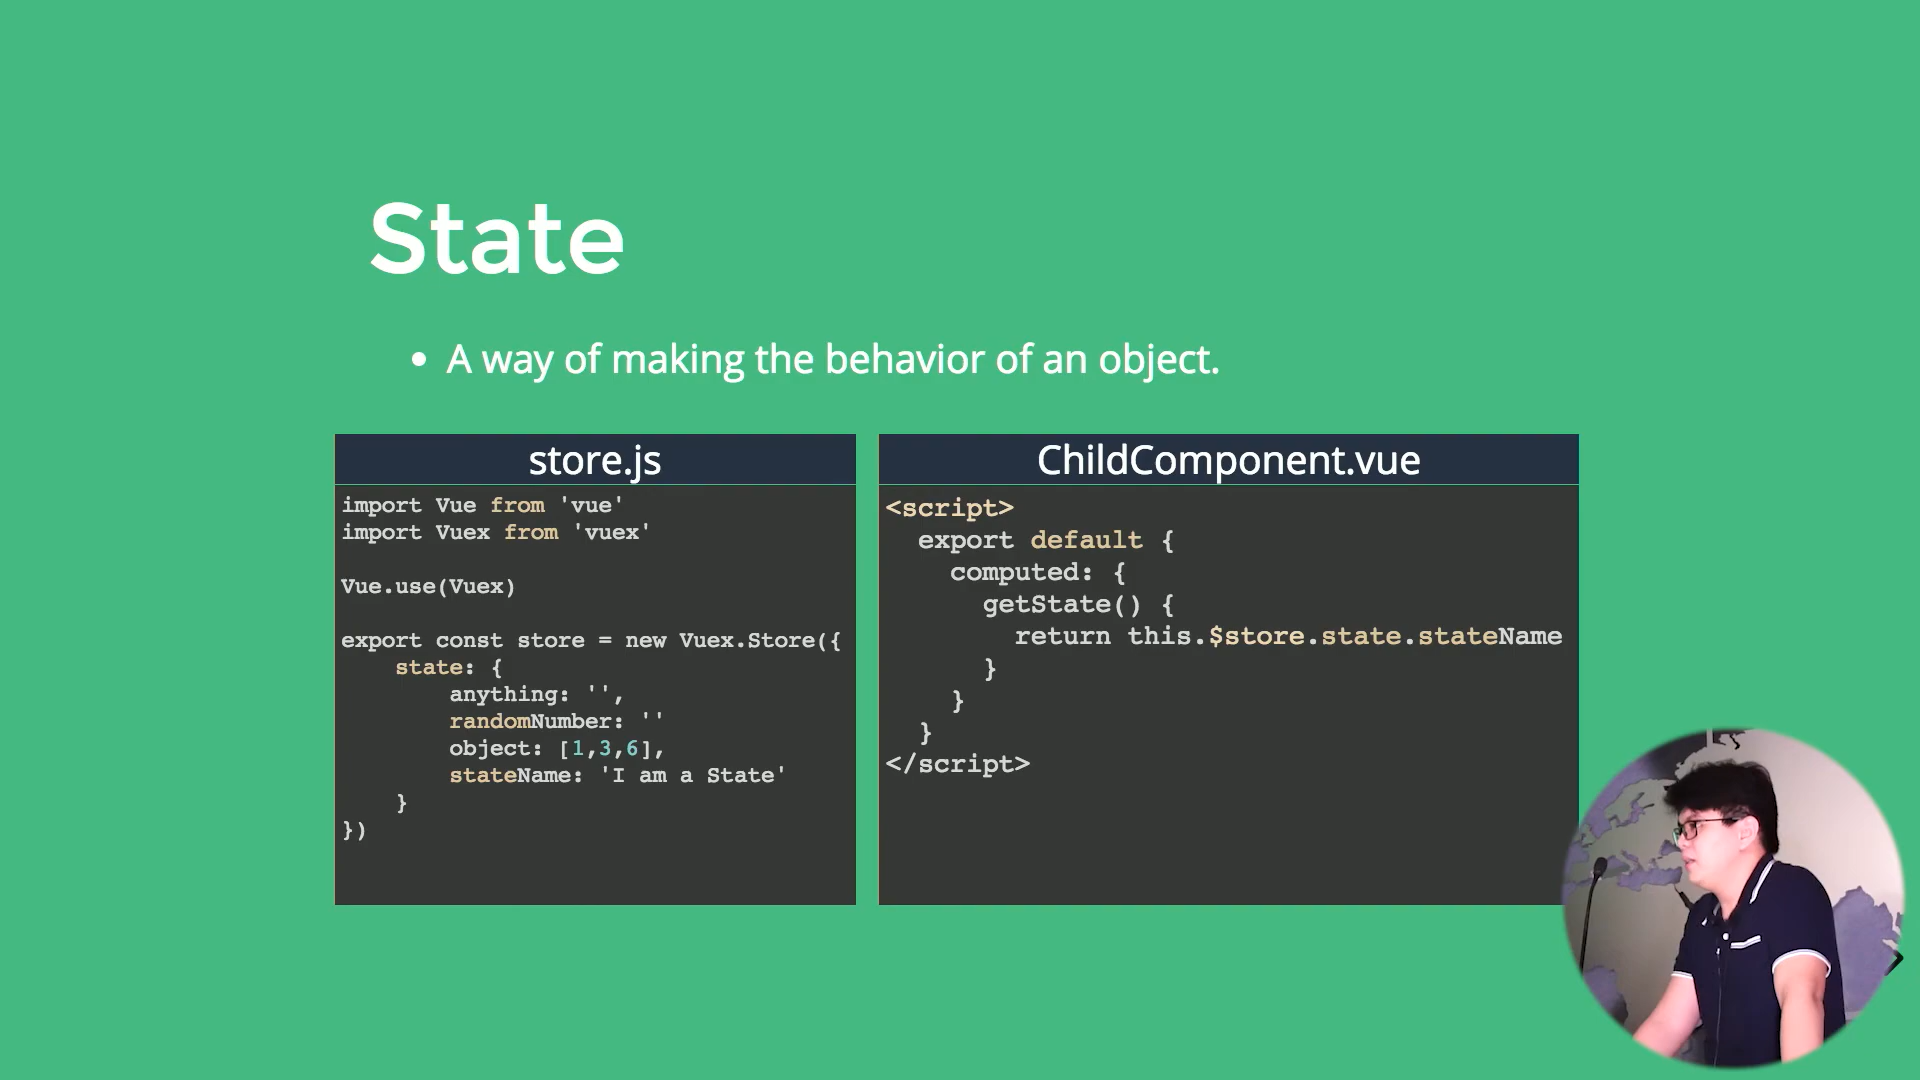 State
• A way of making the behavior of an object.
store.js
import Vue from 'vue'
import Vuex from 'vuex'
Vue.use(Vuex)
export const store = new Vuex.Store({
    state: {
        anything: '',
        randomNumber: ''
        object: [1,3,6],
        stateName: 'I am a State'
    }
})
ChildComponent.vue
<script>
  export default {
    computed: {
      getState() {
        return this.$store.state.stateName
      }
    }
  }
</script>